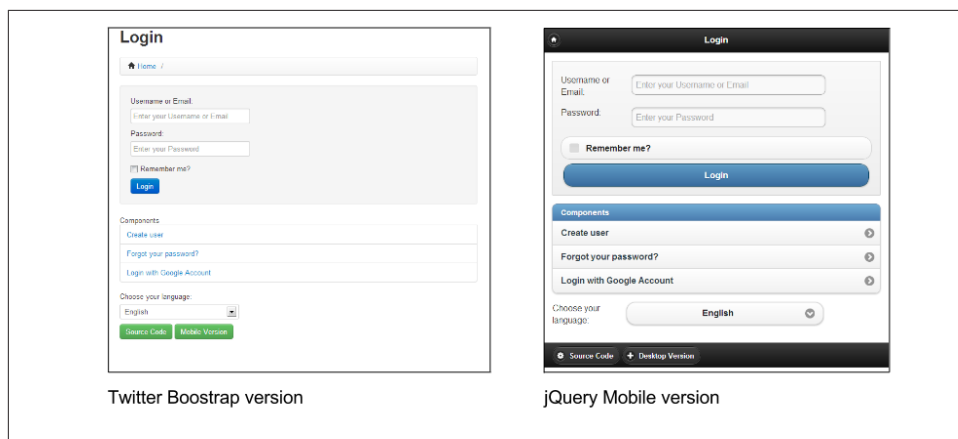 Login
Home /
Username or Email:
Enter your Username or Email
Password:
Enter your Password
Remember me?
Login
Components
Create user
Forgot your password?
Login with Google Account
Choose your language:
English
Source Code Mobile Version
Twitter Boostrap version
Login
Username or
Email:
Enter your Username or Email
Password:
Enter your Password
Remember me?
Login
Components
Create user
Forgot your password?
Login with Google Account
Choose your
language:
English
Source Code Desktop Version
jQuery Mobile version